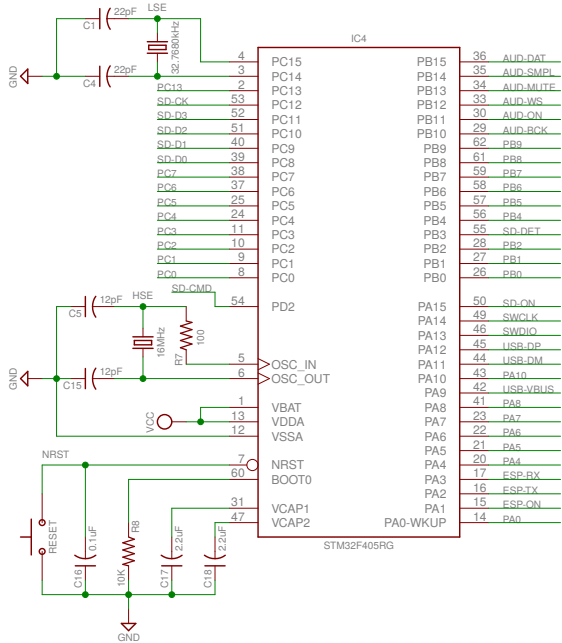 LSE
C1 22pF
C4 22pF
32.7680kHz
GND
IC4
4 PC15 PB15 36 AUD-DAT
3 PC14 PB14 35 AUD-SMPL
PC13 2 PC13 PB13 34 AUD-MUTE
SD-CK 53 PC12 PB12 33 AUD-WS
SD-D3 52 PC11 PB11 30 AUD-ON
SD-D2 51 PC10 PB10 29 AUD-BCK
SD-D1 40 PC9 PB9 62 PB9
SD-D0 39 PC8 PB8 61 PB8
PC7 38 PC7 PB7 59 PB7
PC6 37 PC6 PB6 58 PB6
PC5 25 PC5 PB5 57 PB5
PC4 24 PC4 PB4 56 PB4
PC3 11 PC3 PB3 55 SD-DET
PC2 10 PC2 PB2 28 PB2
PC1 9 PC1 PB1 27 PB1
PC0 8 PC0 PB0 26 PB0
SD-CMD 54 PD2 PA15 50 SD-ON
PA14 49 SWCLK
PA13 46 SWDIO
PA12 45 USB-DP
5 OSC_IN PA11 44 USB-DM
6 OSC_OUT PA10 43 PA10
PA9 42 USB-VBUS
1 VBAT PA8 41 PA8
13 VDDA PA7 23 PA7
12 VSSA PA6 22 PA6
PA5 21 PA5
7 NRST PA4 20 PA4
60 BOOT0 PA3 17 ESP-RX
PA2 16 ESP-TX
31 VCAP1 PA1 15 ESP-ON
47 VCAP2 PA0-WKUP 14 PA0
STM32F405RG
HSE
C5 12pF
C15 12pF
16MHz
R7 100
GND
VCC
NRST
RESET
C16 0.1uF
R8 10K
C17 2.2uF
C18 2.2uF
GND